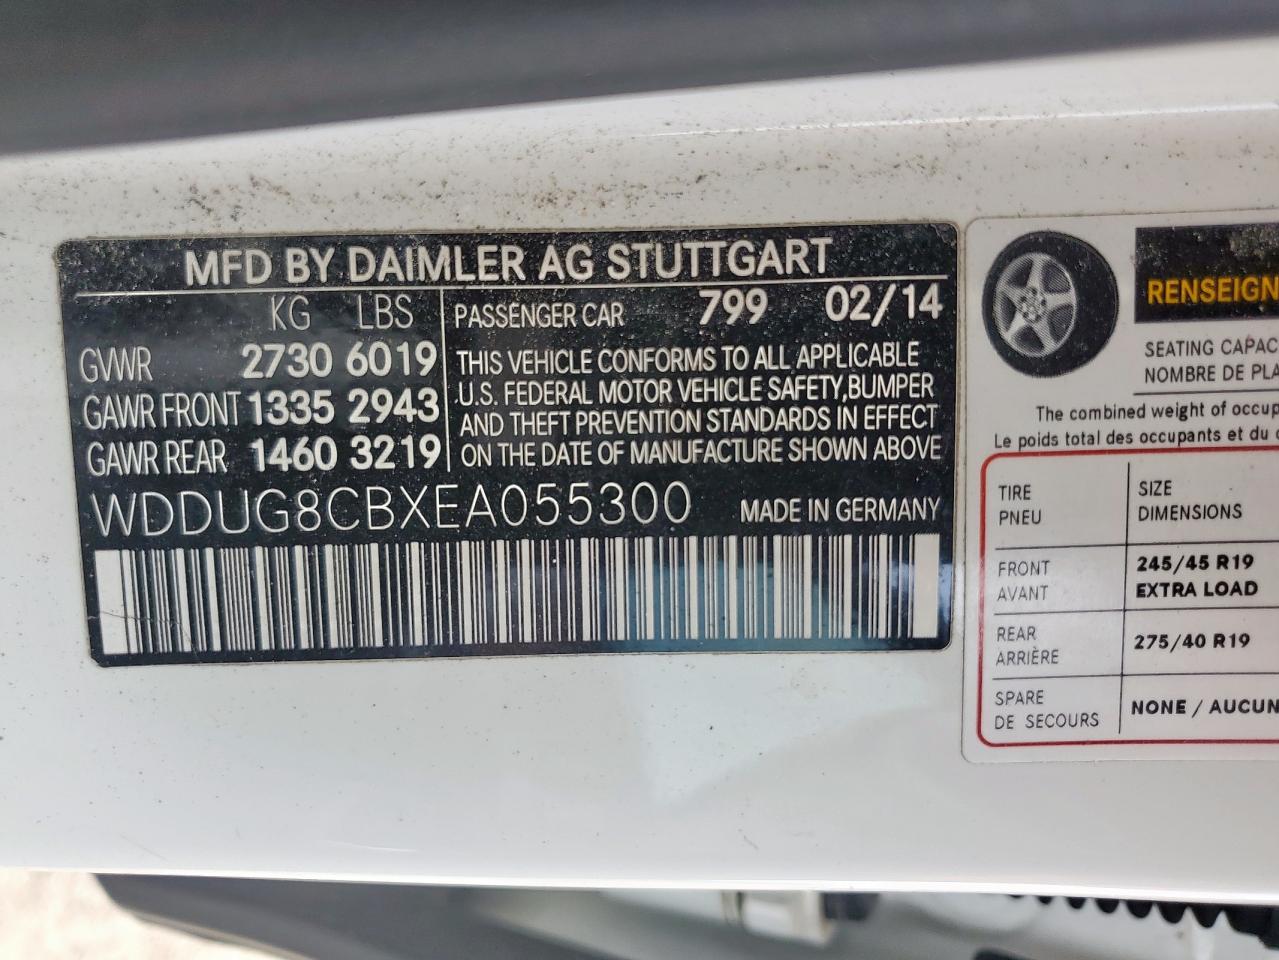 MFD BY DAIMLER AG STUTTGART
KG LBS
GVWR 2730 6019
GAWR FRONT 1335 2943
GAWR REAR 1460 3219
PASSENGER CAR 799 02/14
THIS VEHICLE CONFORMS TO ALL APPLICABLE
U.S. FEDERAL MOTOR VEHICLE SAFETY, BUMPER
AND THEFT PREVENTION STANDARDS IN EFFECT
ON THE DATE OF MANUFACTURE SHOWN ABOVE
WDDUG8CBXEA055300 MADE IN GERMANY
RENSEIGN
SEATING CAPAC
NOMBRE DE PLA
The combined weight of occup
Le poids total des occupants et du c
TIRE SIZE
PNEU DIMENSIONS
FRONT 245/45 R19
AVANT EXTRA LOAD
REAR 275/40 R19
ARRIÈRE
SPARE NONE / AUCUN
DE SECOURS